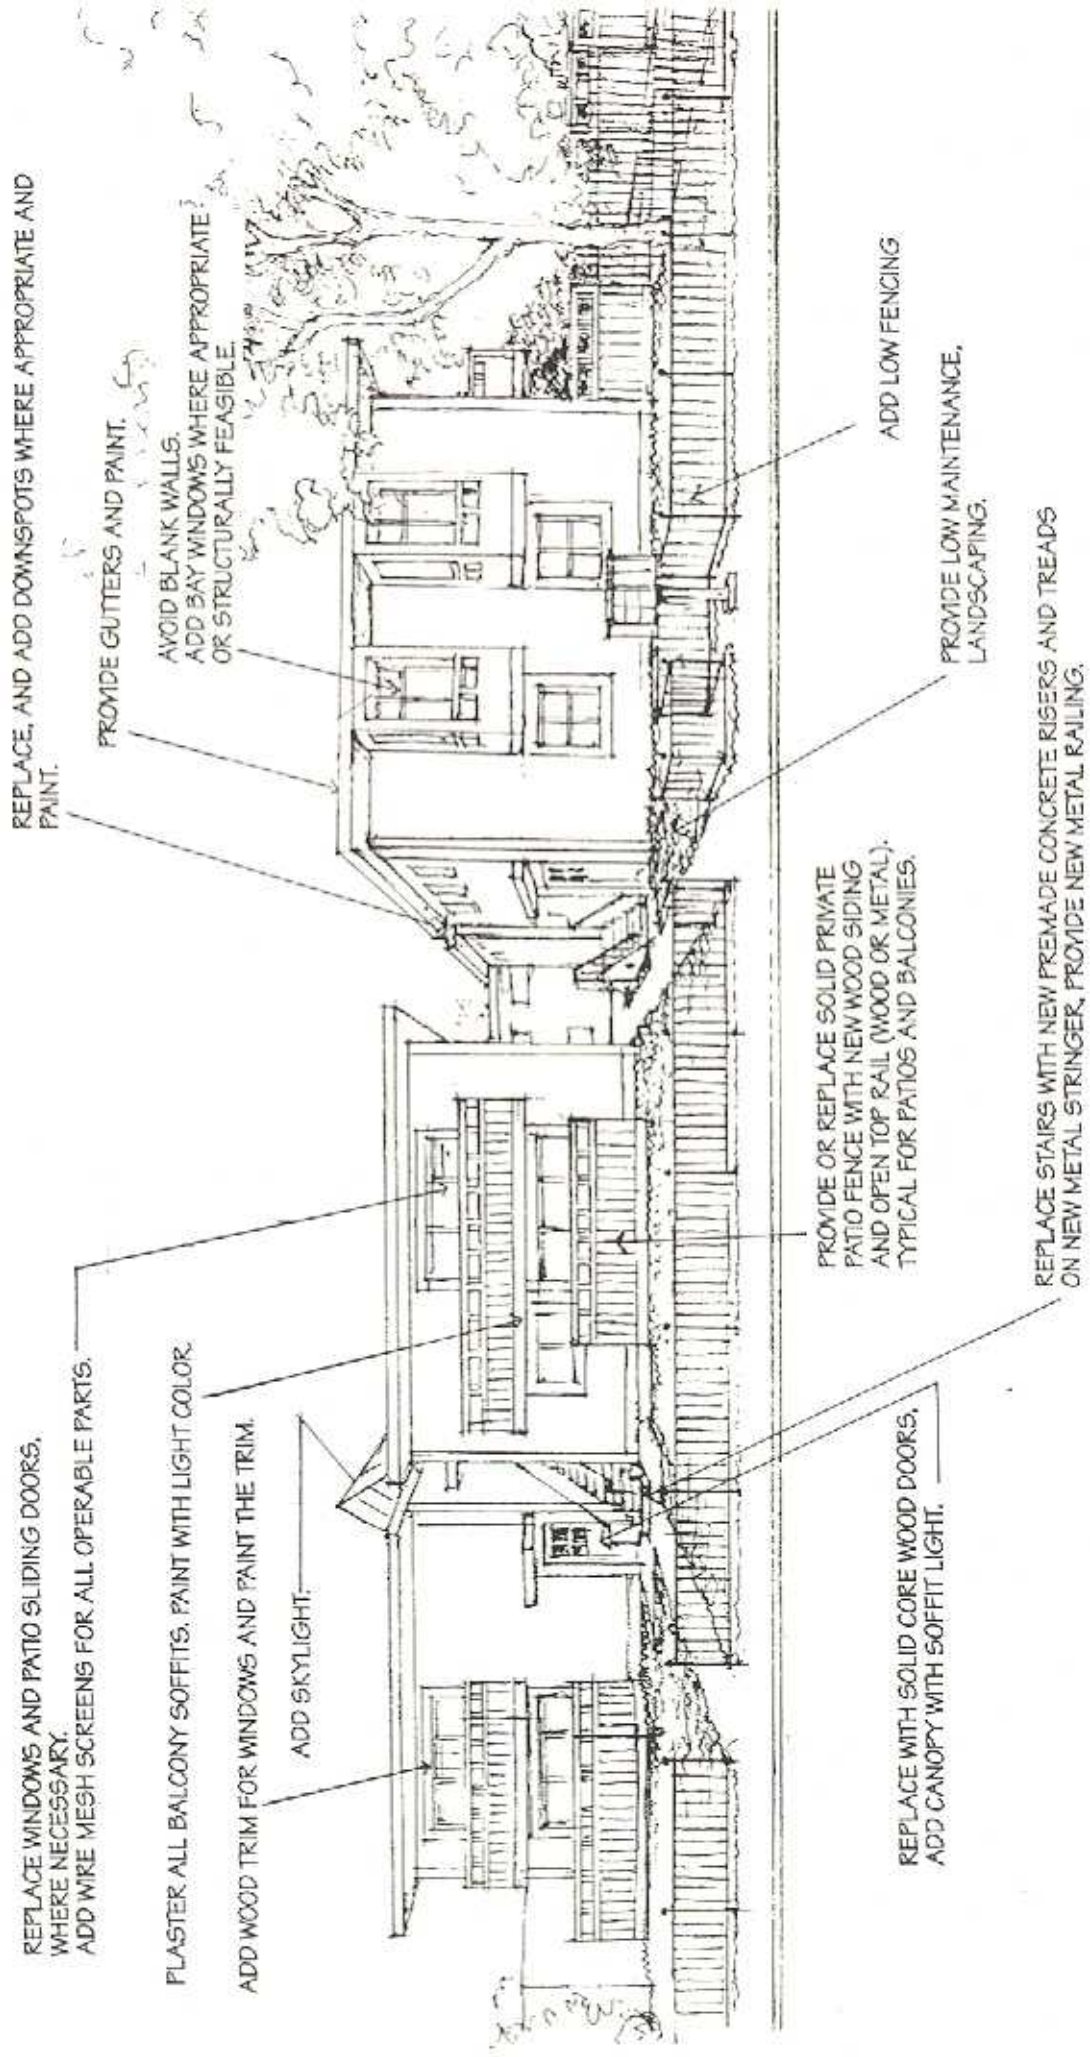 REPLACE WINDOWS AND PATIO SLIDING DOORS,
WHERE NECESSARY.
ADD WIRE MESH SCREENS FOR ALL OPERABLE PARTS.
PLASTER ALL BALCONY SOFFITS, PAINT WITH LIGHT COLOR.
ADD WOOD TRIM FOR WINDOWS AND PAINT THE TRIM.
ADD SKYLIGHT.
REPLACE, AND ADD DOWNSPOTS WHERE APPROPRIATE AND
PAINT.
PROVIDE GUTTERS AND PAINT.
AVOID BLANK WALLS.
ADD BAY WINDOWS WHERE APPROPRIATE
OR STRUCTURALLY FEASIBLE.
REPLACE WITH SOLID CORE WOOD DOORS,
ADD CANOPY WITH SOFFIT LIGHT.
PROVIDE OR REPLACE SOLID PRIVATE
PATIO FENCE WITH NEW WOOD SIDING
AND OPEN TOP RAIL (WOOD OR METAL).
TYPICAL FOR PATIOS AND BALCONIES.
ADD LOW FENCING
PROVIDE LOW MAINTENANCE,
LANDSCAPING.
REPLACE STAIRS WITH NEW PREMADE CONCRETE RISERS AND TREADS
ON NEW METAL STRINGER, PROVIDE NEW METAL RAILING.